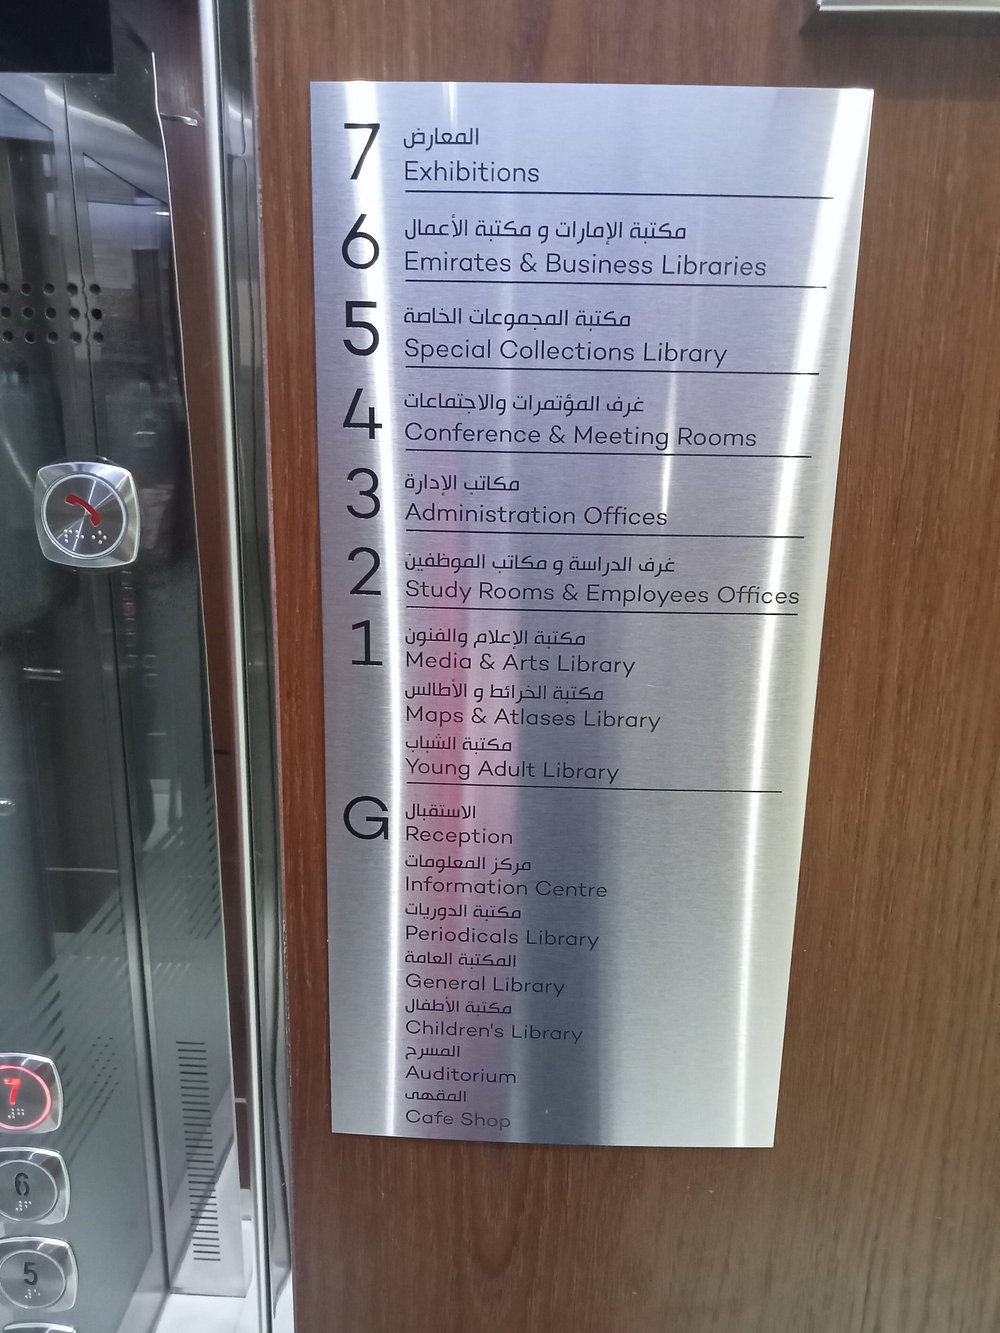 7
المعارض
Exhibitions
6
مكتبة الإمارات و مكتبة الأعمال
Emirates & Business Libraries
5
مكتبة المجموعات الخاصة
Special Collections Library
4
غرف المؤتمرات والاجتماعات
Conference & Meeting Rooms
3
مكاتب الإدارة
Administration Offices
2
غرف الدراسة و مكاتب الموظفين
Study Rooms & Employees Offices
1
مكتبة الإعلام والفنون
Media & Arts Library
مكتبة الخرائط و الأطالس
Maps & Atlases Library
مكتبة الشباب
Young Adult Library
G
الاستقبال
Reception
مركز المعلومات
Information Centre
مكتبة الدوريات
Periodicals Library
المكتبة العامة
General Library
مكتبة الأطفال
Children's Library
المسرح
Auditorium
المقهى
Cafe Shop
7
6
5